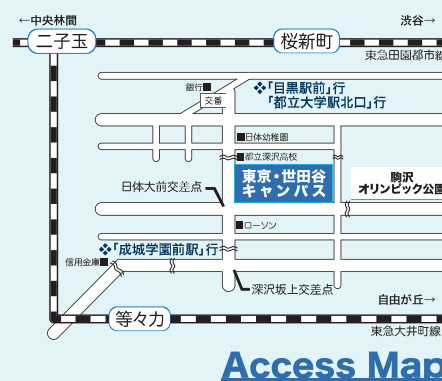 ←中央林間
渋谷→
二子玉
桜新町
東急田園都市線
銀行■
❖「目黒駅前」行
「都立大学駅北口」行
交番
■日体幼稚園
■都立深沢高校
東京・世田谷
キャンパス
駒沢
オリンピック公園
日体大前交差点
■ローソン
❖「成城学園前駅」行
信用金庫■
深沢坂上交差点
自由が丘→
等々力
東急大井町線
Access Map